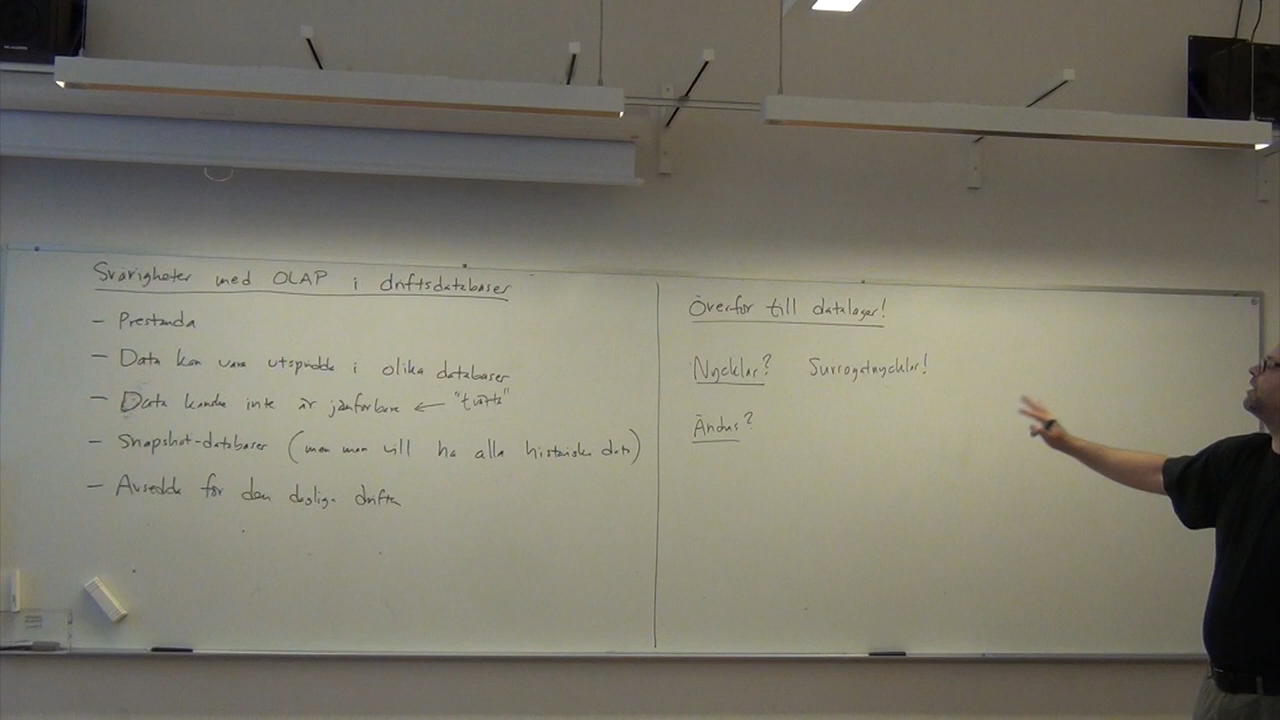 Svårigheter med OLAP i driftsdatabaser
– Prestanda
– Data kan vara utspridda i olika databaser
– Data kanske inte är jämförbara ← "tvätta"
– Snapshot-databaser (men man vill ha alla historiska data)
– Avsedda för den dagliga driften
Överför till datalager!
Nycklar? Surrogatnycklar!
Ändras?